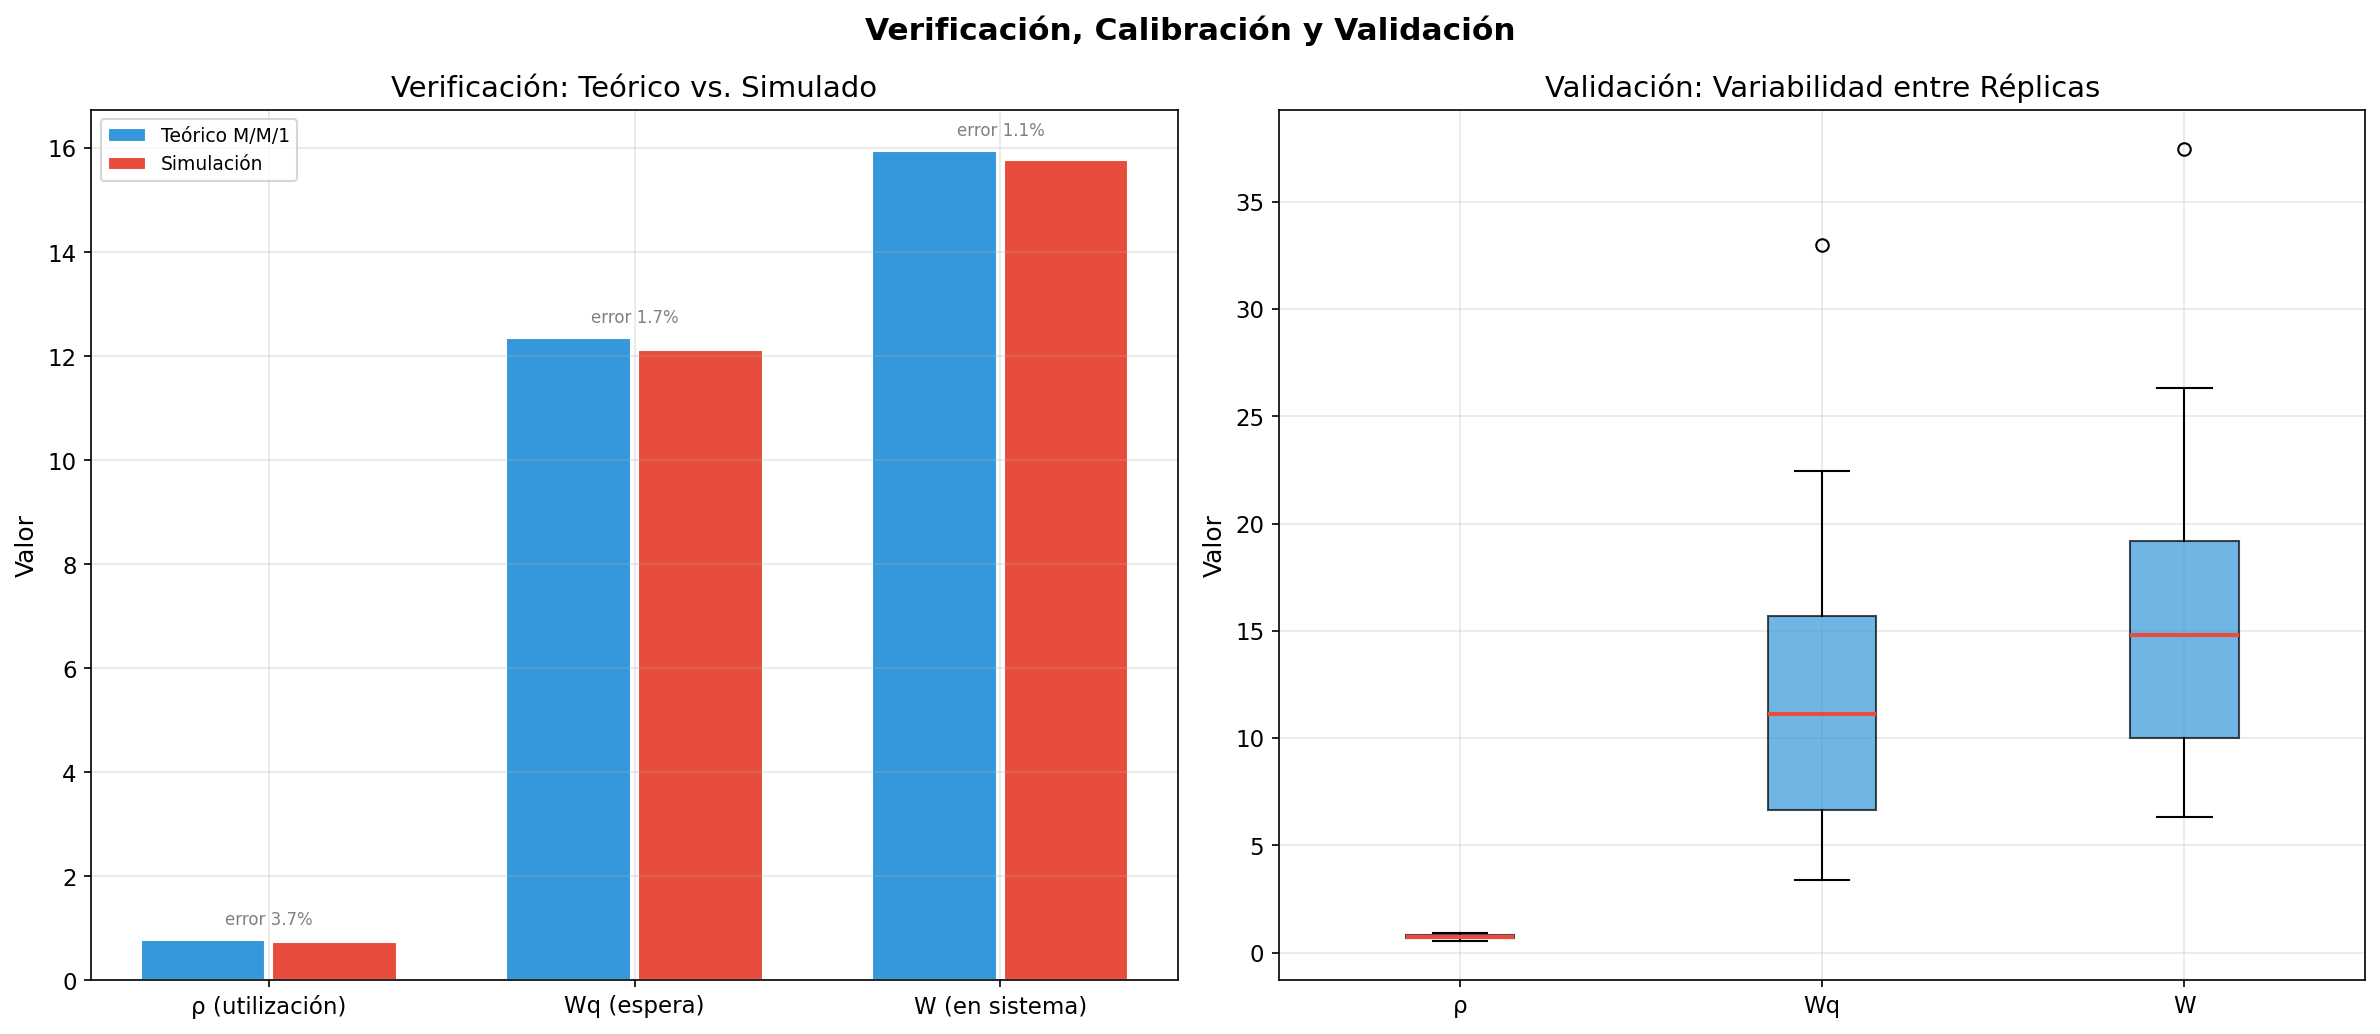 Verificación, Calibración y Validación
Verificación: Teórico vs. Simulado
Teórico M/M/1
Simulación
error 3.7%
error 1.7%
error 1.1%
Valor
16
14
12
10
8
6
4
2
0
ρ (utilización)
Wq (espera)
W (en sistema)
Validación: Variabilidad entre Réplicas
Valor
35
30
25
20
15
10
5
0
ρ
Wq
W